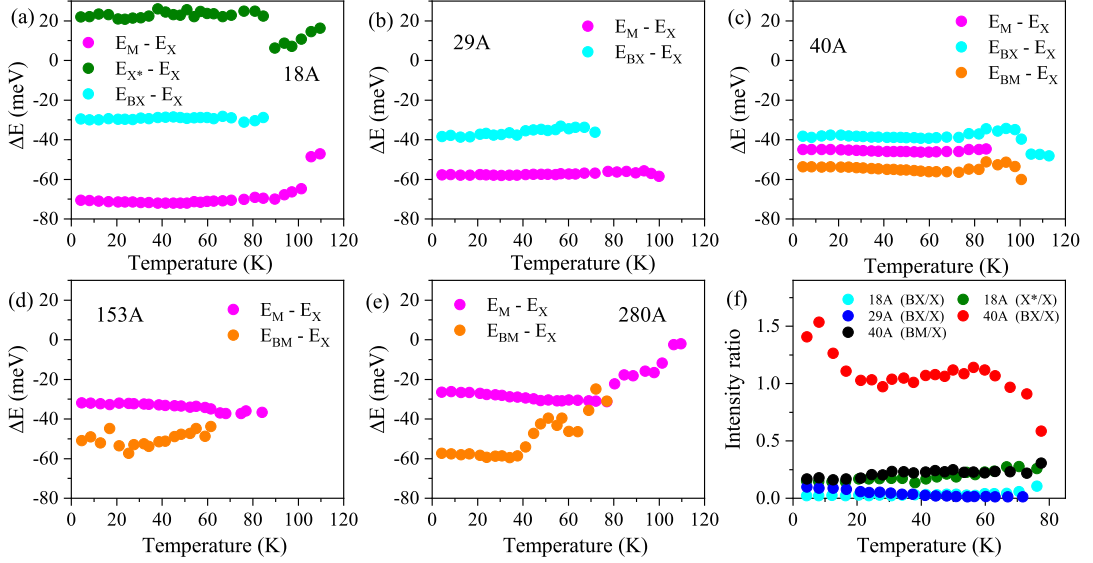 (a)
ΔE (meV)
20
0
-20
-40
-60
-80
E_M - E_X
E_X* - E_X
E_BX - E_X
18A
0 20 40 60 80 100 120
Temperature (K)
(b)
ΔE (meV)
20
0
-20
-40
-60
-80
29A
E_M - E_X
E_BX - E_X
0 20 40 60 80 100 120
Temperature (K)
(c)
ΔE (meV)
20
0
-20
-40
-60
-80
40A
E_M - E_X
E_BX - E_X
E_BM - E_X
0 20 40 60 80 100 120
Temperature (K)
(d)
ΔE (meV)
0
-20
-40
-60
-80
153A
E_M - E_X
E_BM - E_X
0 20 40 60 80 100 120
Temperature (K)
(e)
ΔE (meV)
0
-20
-40
-60
-80
E_M - E_X
E_BM - E_X
280A
0 20 40 60 80 100 120
Temperature (K)
(f)
Intensity ratio
1.5
1.0
0.5
0.0
18A (BX/X) 18A (X*/X)
29A (BX/X) 40A (BX/X)
40A (BM/X)
0 20 40 60 80
Temperature (K)